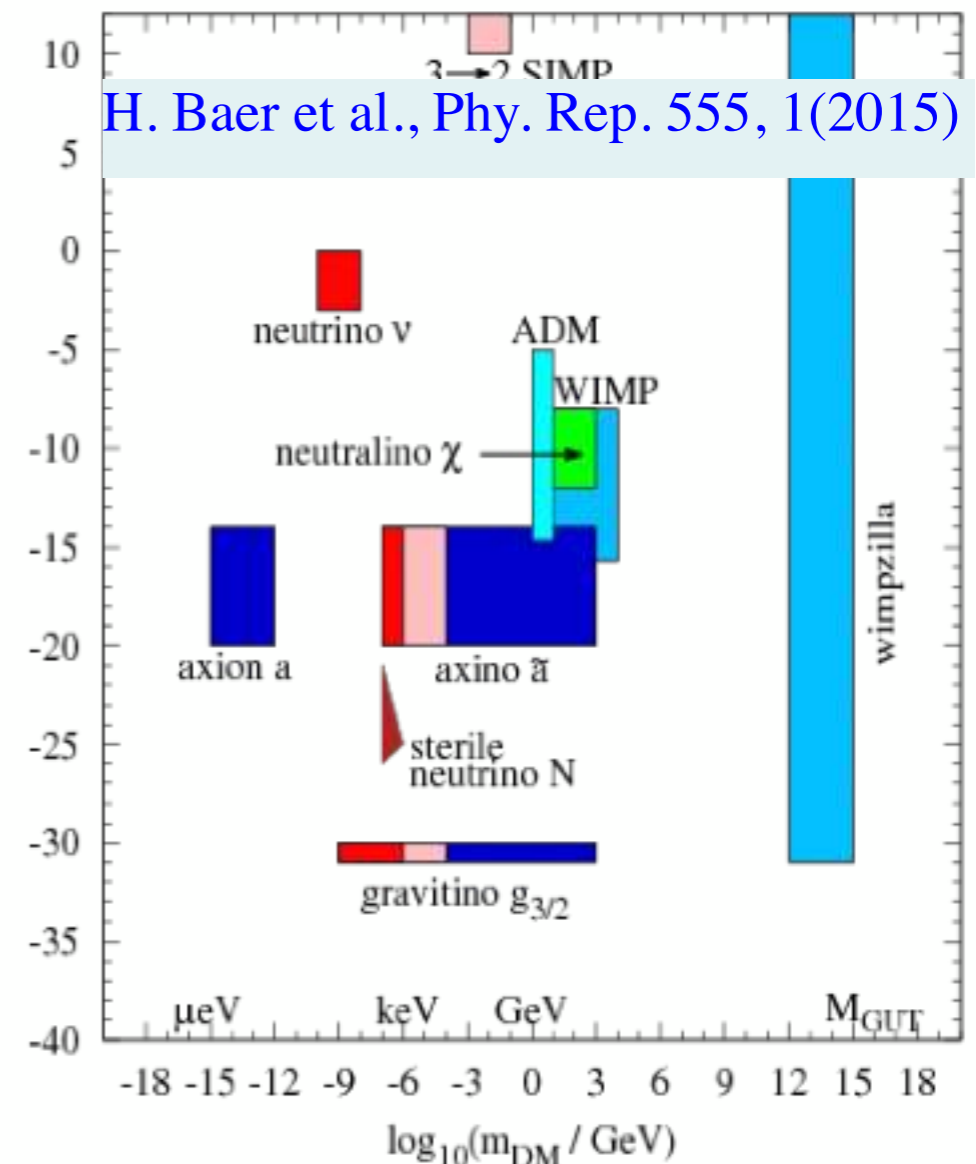 10
3→2 SIMP
H. Baer et al., Phy. Rep. 555, 1(2015)
5
0
neutrino ν
-5
ADM
WIMP
-10
neutralino χ
-15
wimpzilla
-20
axion a
axino ã
-25
sterile
neutrino N
-30
gravitino g3/2
-35
μeV keV GeV MGUT
-40
-18 -15 -12 -9 -6 -3 0 3 6 9 12 15 18
log10(mDM / GeV)